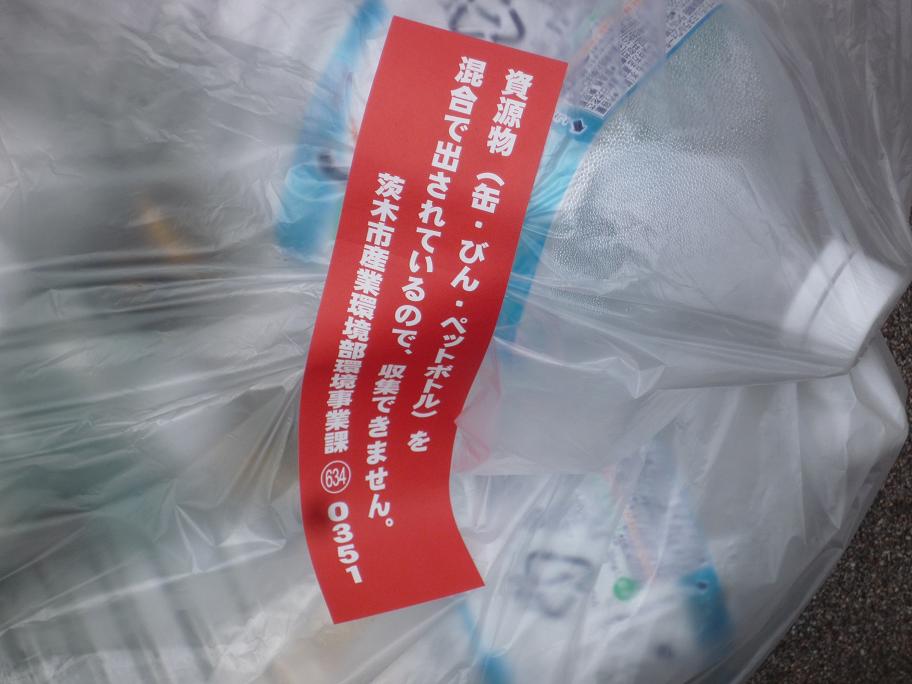 資源物（缶・びん・ペットボトル）を
混合で出されているので、収集できません。
茨木市産業環境部環境事業課 634 0351